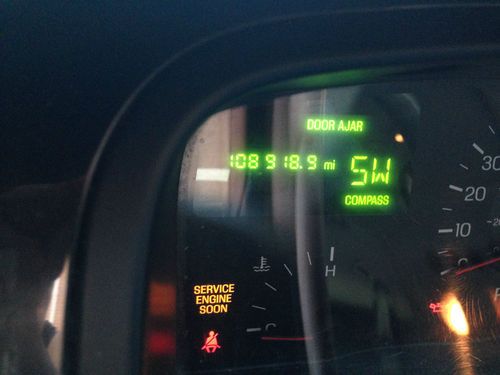 DOOR AJAR
108918.9 mi
SW
COMPASS
30
20
10
H
C
SERVICE
ENGINE
SOON